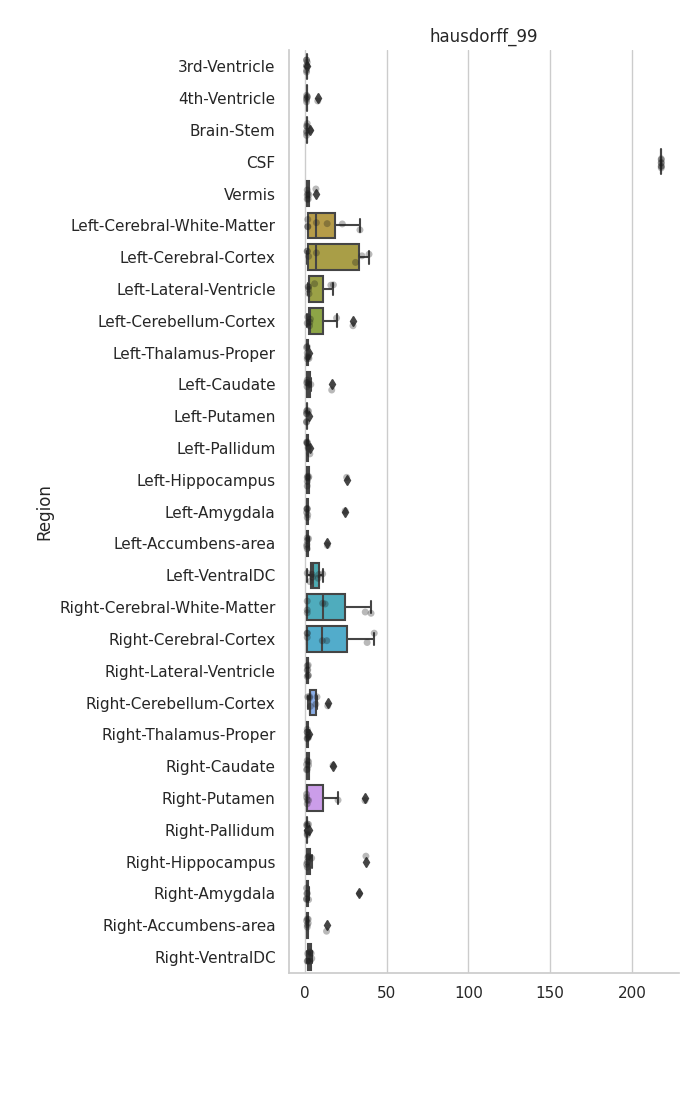 hausdorff_99
3rd-Ventricle
4th-Ventricle
Brain-Stem
CSF
Vermis
Left-Cerebral-White-Matter
Left-Cerebral-Cortex
Left-Lateral-Ventricle
Left-Cerebellum-Cortex
Left-Thalamus-Proper
Left-Caudate
Left-Putamen
Left-Pallidum
Left-Hippocampus
Left-Amygdala
Left-Accumbens-area
Left-VentralDC
Right-Cerebral-White-Matter
Right-Cerebral-Cortex
Right-Lateral-Ventricle
Right-Cerebellum-Cortex
Right-Thalamus-Proper
Right-Caudate
Right-Putamen
Right-Pallidum
Right-Hippocampus
Right-Amygdala
Right-Accumbens-area
Right-VentralDC
Region
0 50 100 150 200